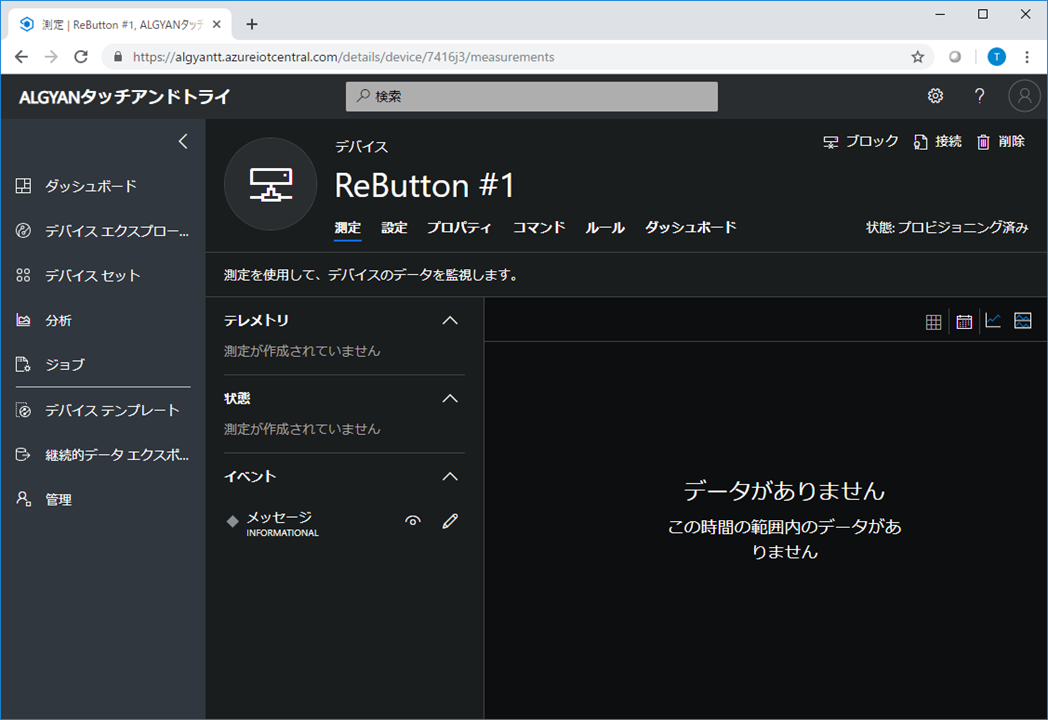 測定 | ReButton #1, ALGYANタッチ
https://algyantt.azureiotcentral.com/details/device/7416j3/measurements
T
ALGYANタッチアンドトライ
検索
?
デバイス
ブロック
接続
削除
ReButton #1
測定
設定
プロパティ
コマンド
ルール
ダッシュボード
状態: プロビジョニング済み
ダッシュボード
デバイス エクスプロー...
デバイス セット
分析
ジョブ
デバイス テンプレート
継続的データ エクスポ...
管理
測定を使用して、デバイスのデータを監視します。
テレメトリ
測定が作成されていません
状態
測定が作成されていません
イベント
メッセージ
INFORMATIONAL
データがありません
この時間の範囲内のデータがあ
りません